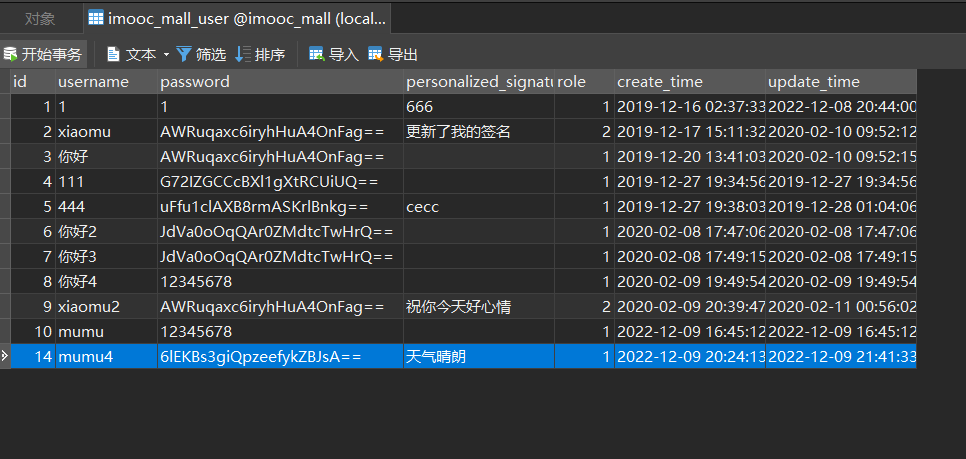 对象 imooc_mall_user @imooc_mall (local...
开始事务 文本 筛选 排序 导入 导出
id username password personalized_signatu role create_time update_time
1 1 1 666 1 2019-12-16 02:37:33 2022-12-08 20:44:00
2 xiaomu AWRuqaxc6iryhHuA4OnFag== 更新了我的签名 2 2019-12-17 15:11:32 2020-02-10 09:52:12
3 你好 AWRuqaxc6iryhHuA4OnFag== 1 2019-12-20 13:41:03 2020-02-10 09:52:15
4 111 G72IZGCCcBXl1gXtRCUiUQ== 1 2019-12-27 19:34:56 2019-12-27 19:34:56
5 444 uFfu1clAXB8rmASKrlBnkg== cecc 1 2019-12-27 19:38:03 2019-12-28 01:04:06
6 你好2 JdVa0oOqQAr0ZMdtcTwHrQ== 1 2020-02-08 17:47:06 2020-02-08 17:47:06
7 你好3 JdVa0oOqQAr0ZMdtcTwHrQ== 1 2020-02-08 17:49:15 2020-02-08 17:49:15
8 你好4 12345678 1 2020-02-09 19:49:54 2020-02-09 19:49:54
9 xiaomu2 AWRuqaxc6iryhHuA4OnFag== 祝你今天好心情 2 2020-02-09 20:39:47 2020-02-11 00:56:02
10 mumu 12345678 1 2022-12-09 16:45:12 2022-12-09 16:45:12
14 mumu4 6lEKBs3giQpzeefykZBJsA== 天气晴朗 1 2022-12-09 20:24:13 2022-12-09 21:41:33